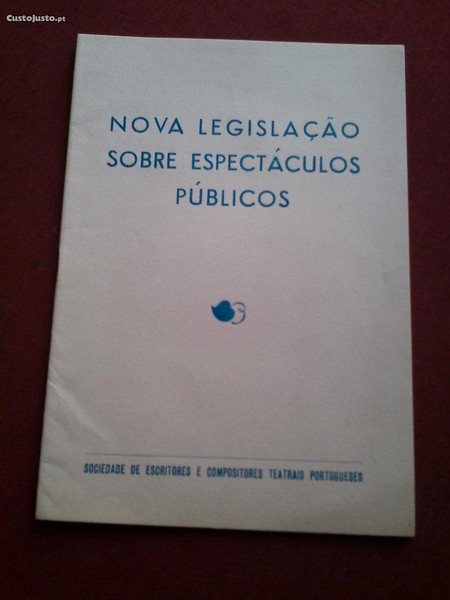 CustoJusto.pt
NOVA LEGISLAÇÃO
SOBRE ESPECTÁCULOS
PÚBLICOS
SOCIEDADE DE ESCRITORES E COMPOSITORES TEATRAIS PORTUGUESES